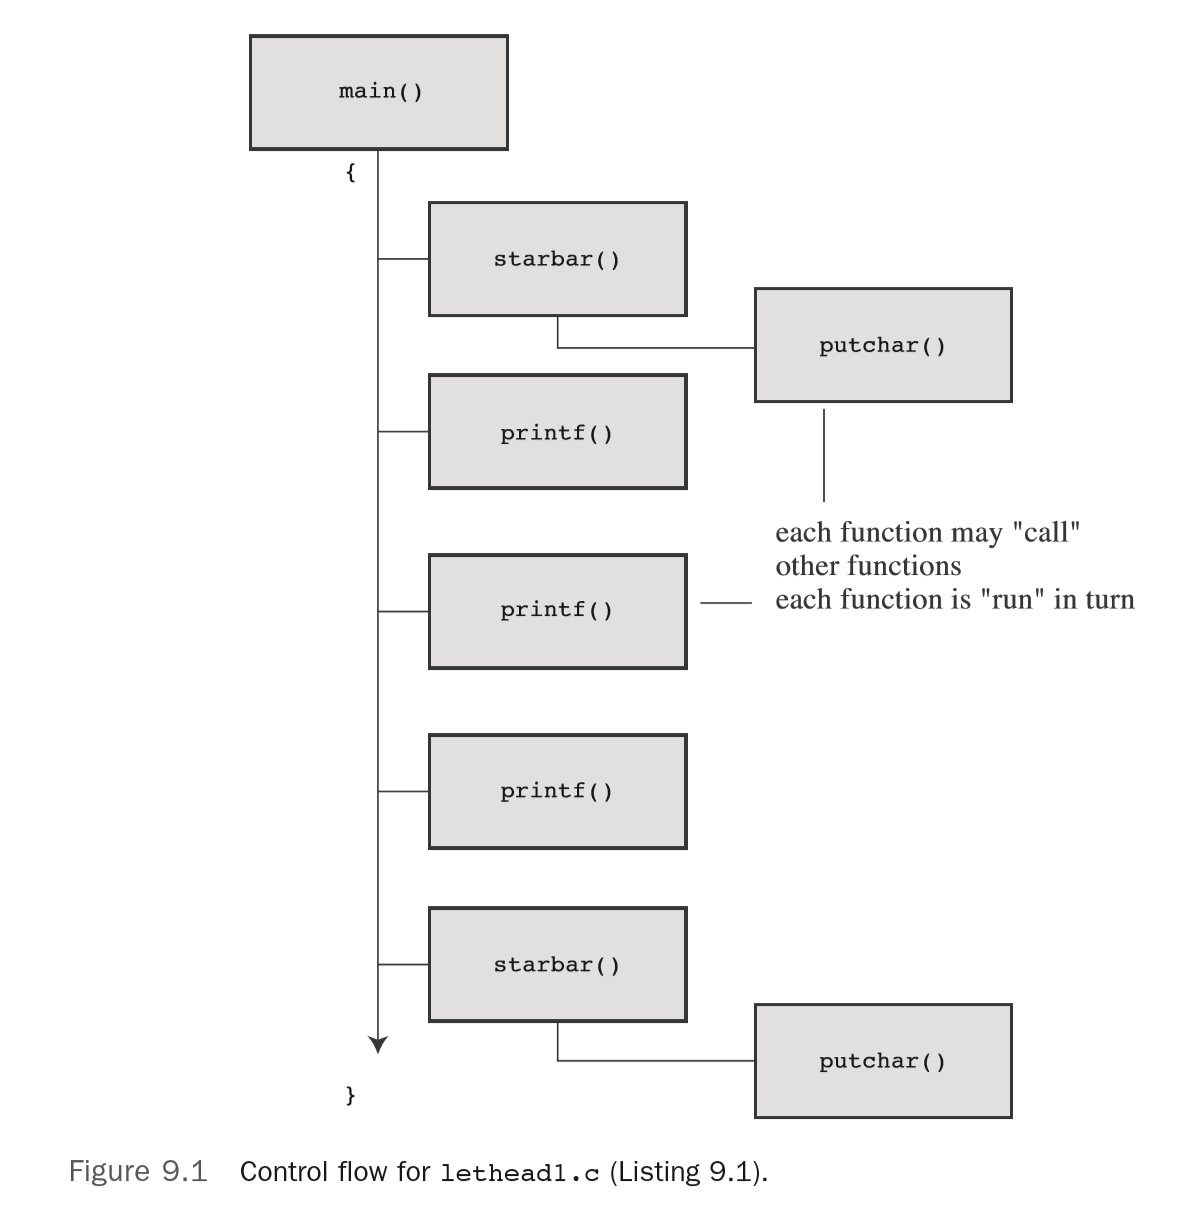 main()
{
starbar()
putchar()
printf()
each function may "call"
other functions
each function is "run" in turn
printf()
printf()
starbar()
putchar()
}
Figure 9.1 Control flow for lethead1.c (Listing 9.1).